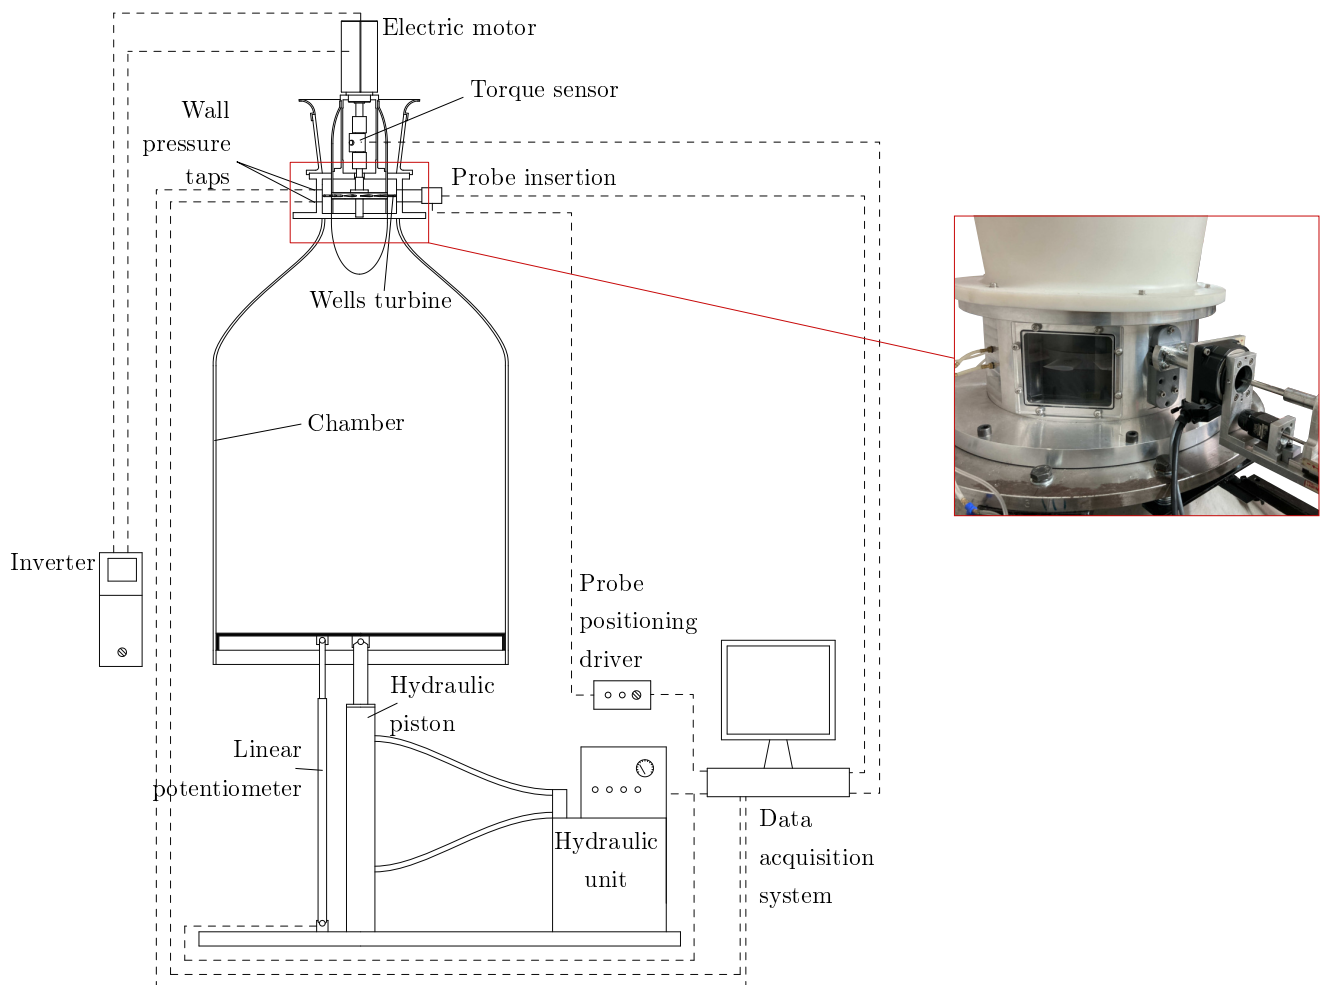 Electric motor
Torque sensor
Wall
pressure
taps
Probe insertion
Wells turbine
Chamber
Inverter
Probe
positioning
driver
Hydraulic
piston
Linear
potentiometer
Hydraulic
unit
Data
acquisition
system